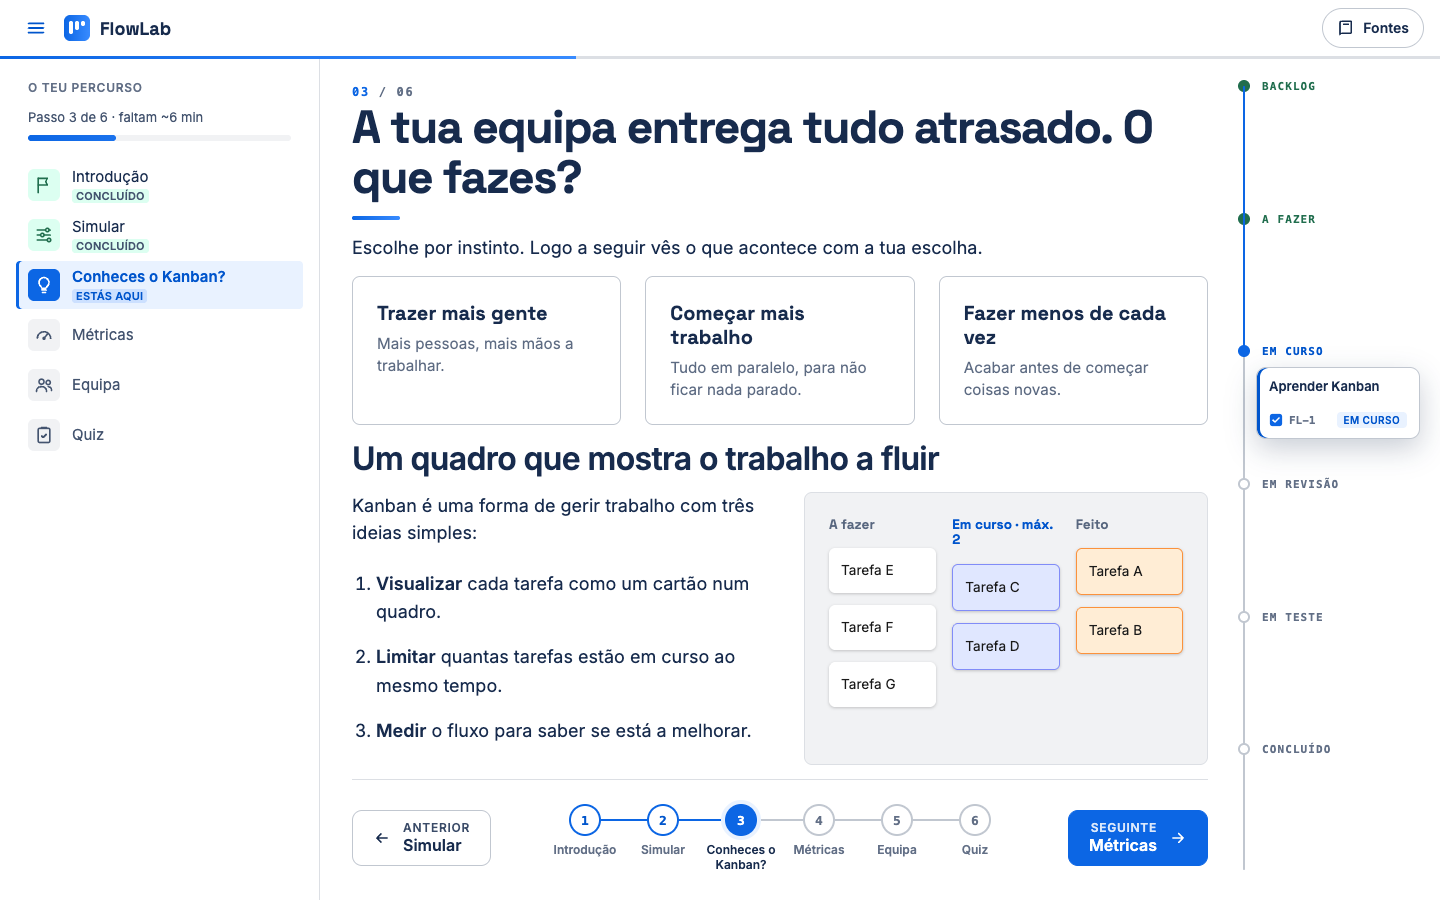 FlowLab
Fontes
O TEU PERCURSO
Passo 3 de 6 · faltam ~6 min
Introdução
CONCLUÍDO
Simular
CONCLUÍDO
Conheces o Kanban?
ESTÁS AQUI
Métricas
Equipa
Quiz
03 / 06
A tua equipa entrega tudo atrasado. O
que fazes?
Escolhe por instinto. Logo a seguir vês o que acontece com a tua escolha.
Trazer mais gente
Mais pessoas, mais mãos a
trabalhar.
Começar mais
trabalho
Tudo em paralelo, para não
ficar nada parado.
Fazer menos de cada
vez
Acabar antes de começar
coisas novas.
Um quadro que mostra o trabalho a fluir
Kanban é uma forma de gerir trabalho com três
ideias simples:
1. Visualizar cada tarefa como um cartão num
quadro.
2. Limitar quantas tarefas estão em curso ao
mesmo tempo.
3. Medir o fluxo para saber se está a melhorar.
A fazer
Tarefa E
Tarefa F
Tarefa G
Em curso · máx.
2
Tarefa C
Tarefa D
Feito
Tarefa A
Tarefa B
ANTERIOR
Simular
1
Introdução
2
Simular
3
Conheces o
Kanban?
4
Métricas
5
Equipa
6
Quiz
SEGUINTE
Métricas
BACKLOG
A FAZER
EM CURSO
Aprender Kanban
FL-1
EM CURSO
EM REVISÃO
EM TESTE
CONCLUÍDO